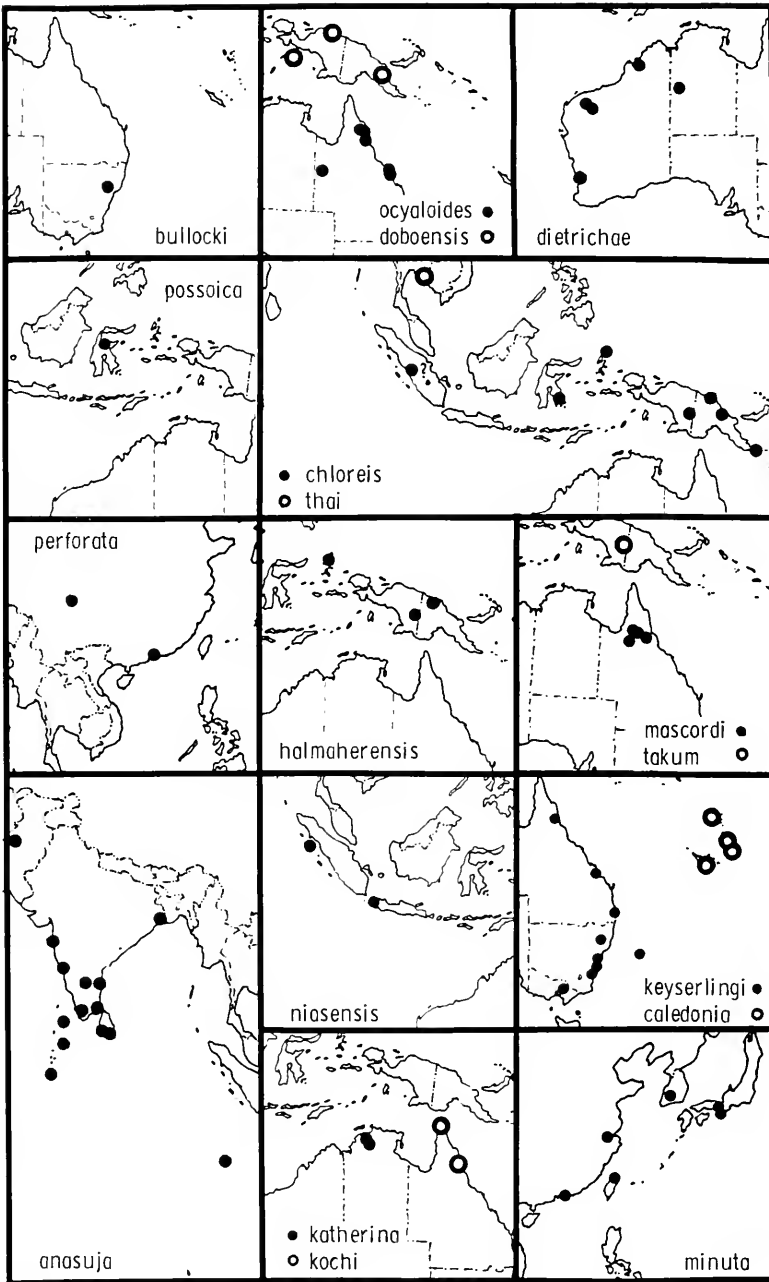 bullocki
ocyaloides
doboensis
dietrichae
possoica
chloreis
thai
?
perforata
halmaherensis
mascordi
takum
anasuja
niasensis
keyserlingi
caledonia
katherina
kochi
minuta